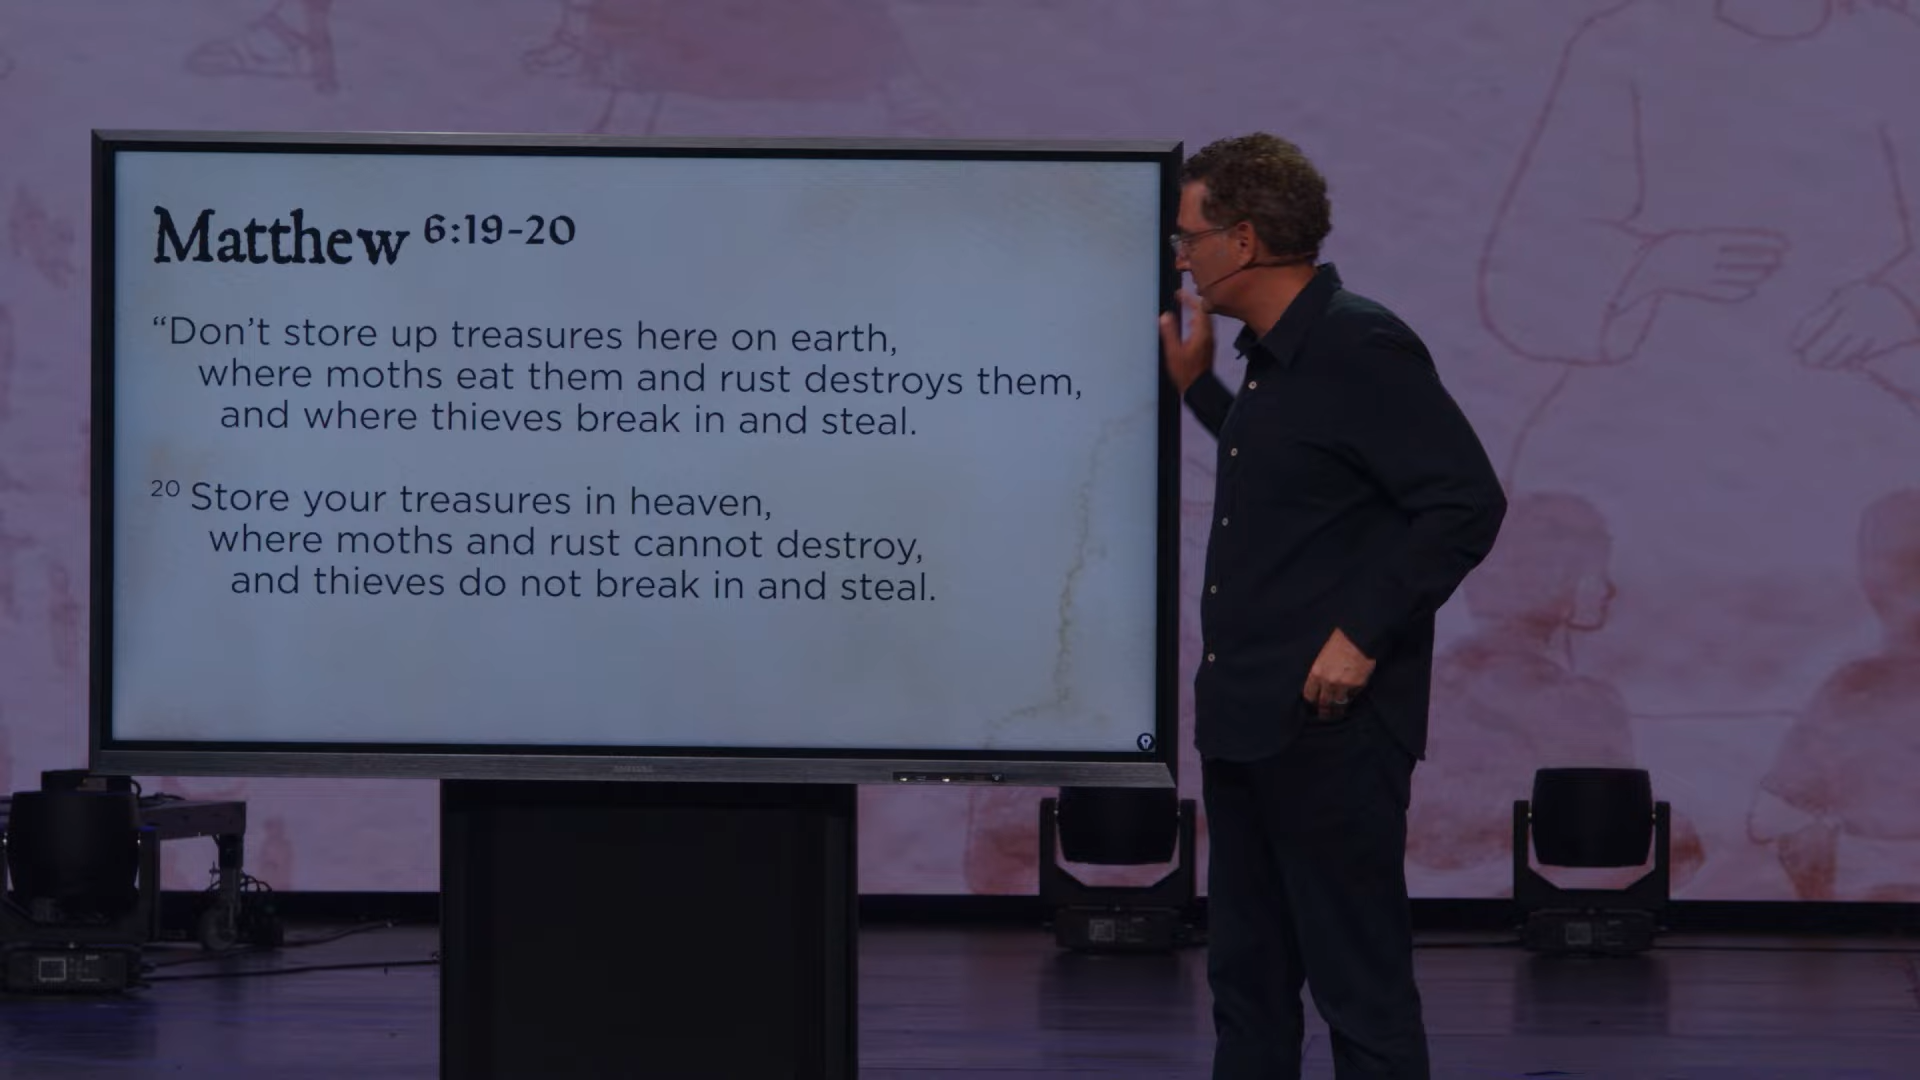 Matthew 6:19-20
“Don’t store up treasures here on earth,
where moths eat them and rust destroys them,
and where thieves break in and steal.
20 Store your treasures in heaven,
where moths and rust cannot destroy,
and thieves do not break in and steal.
SAMSUNG